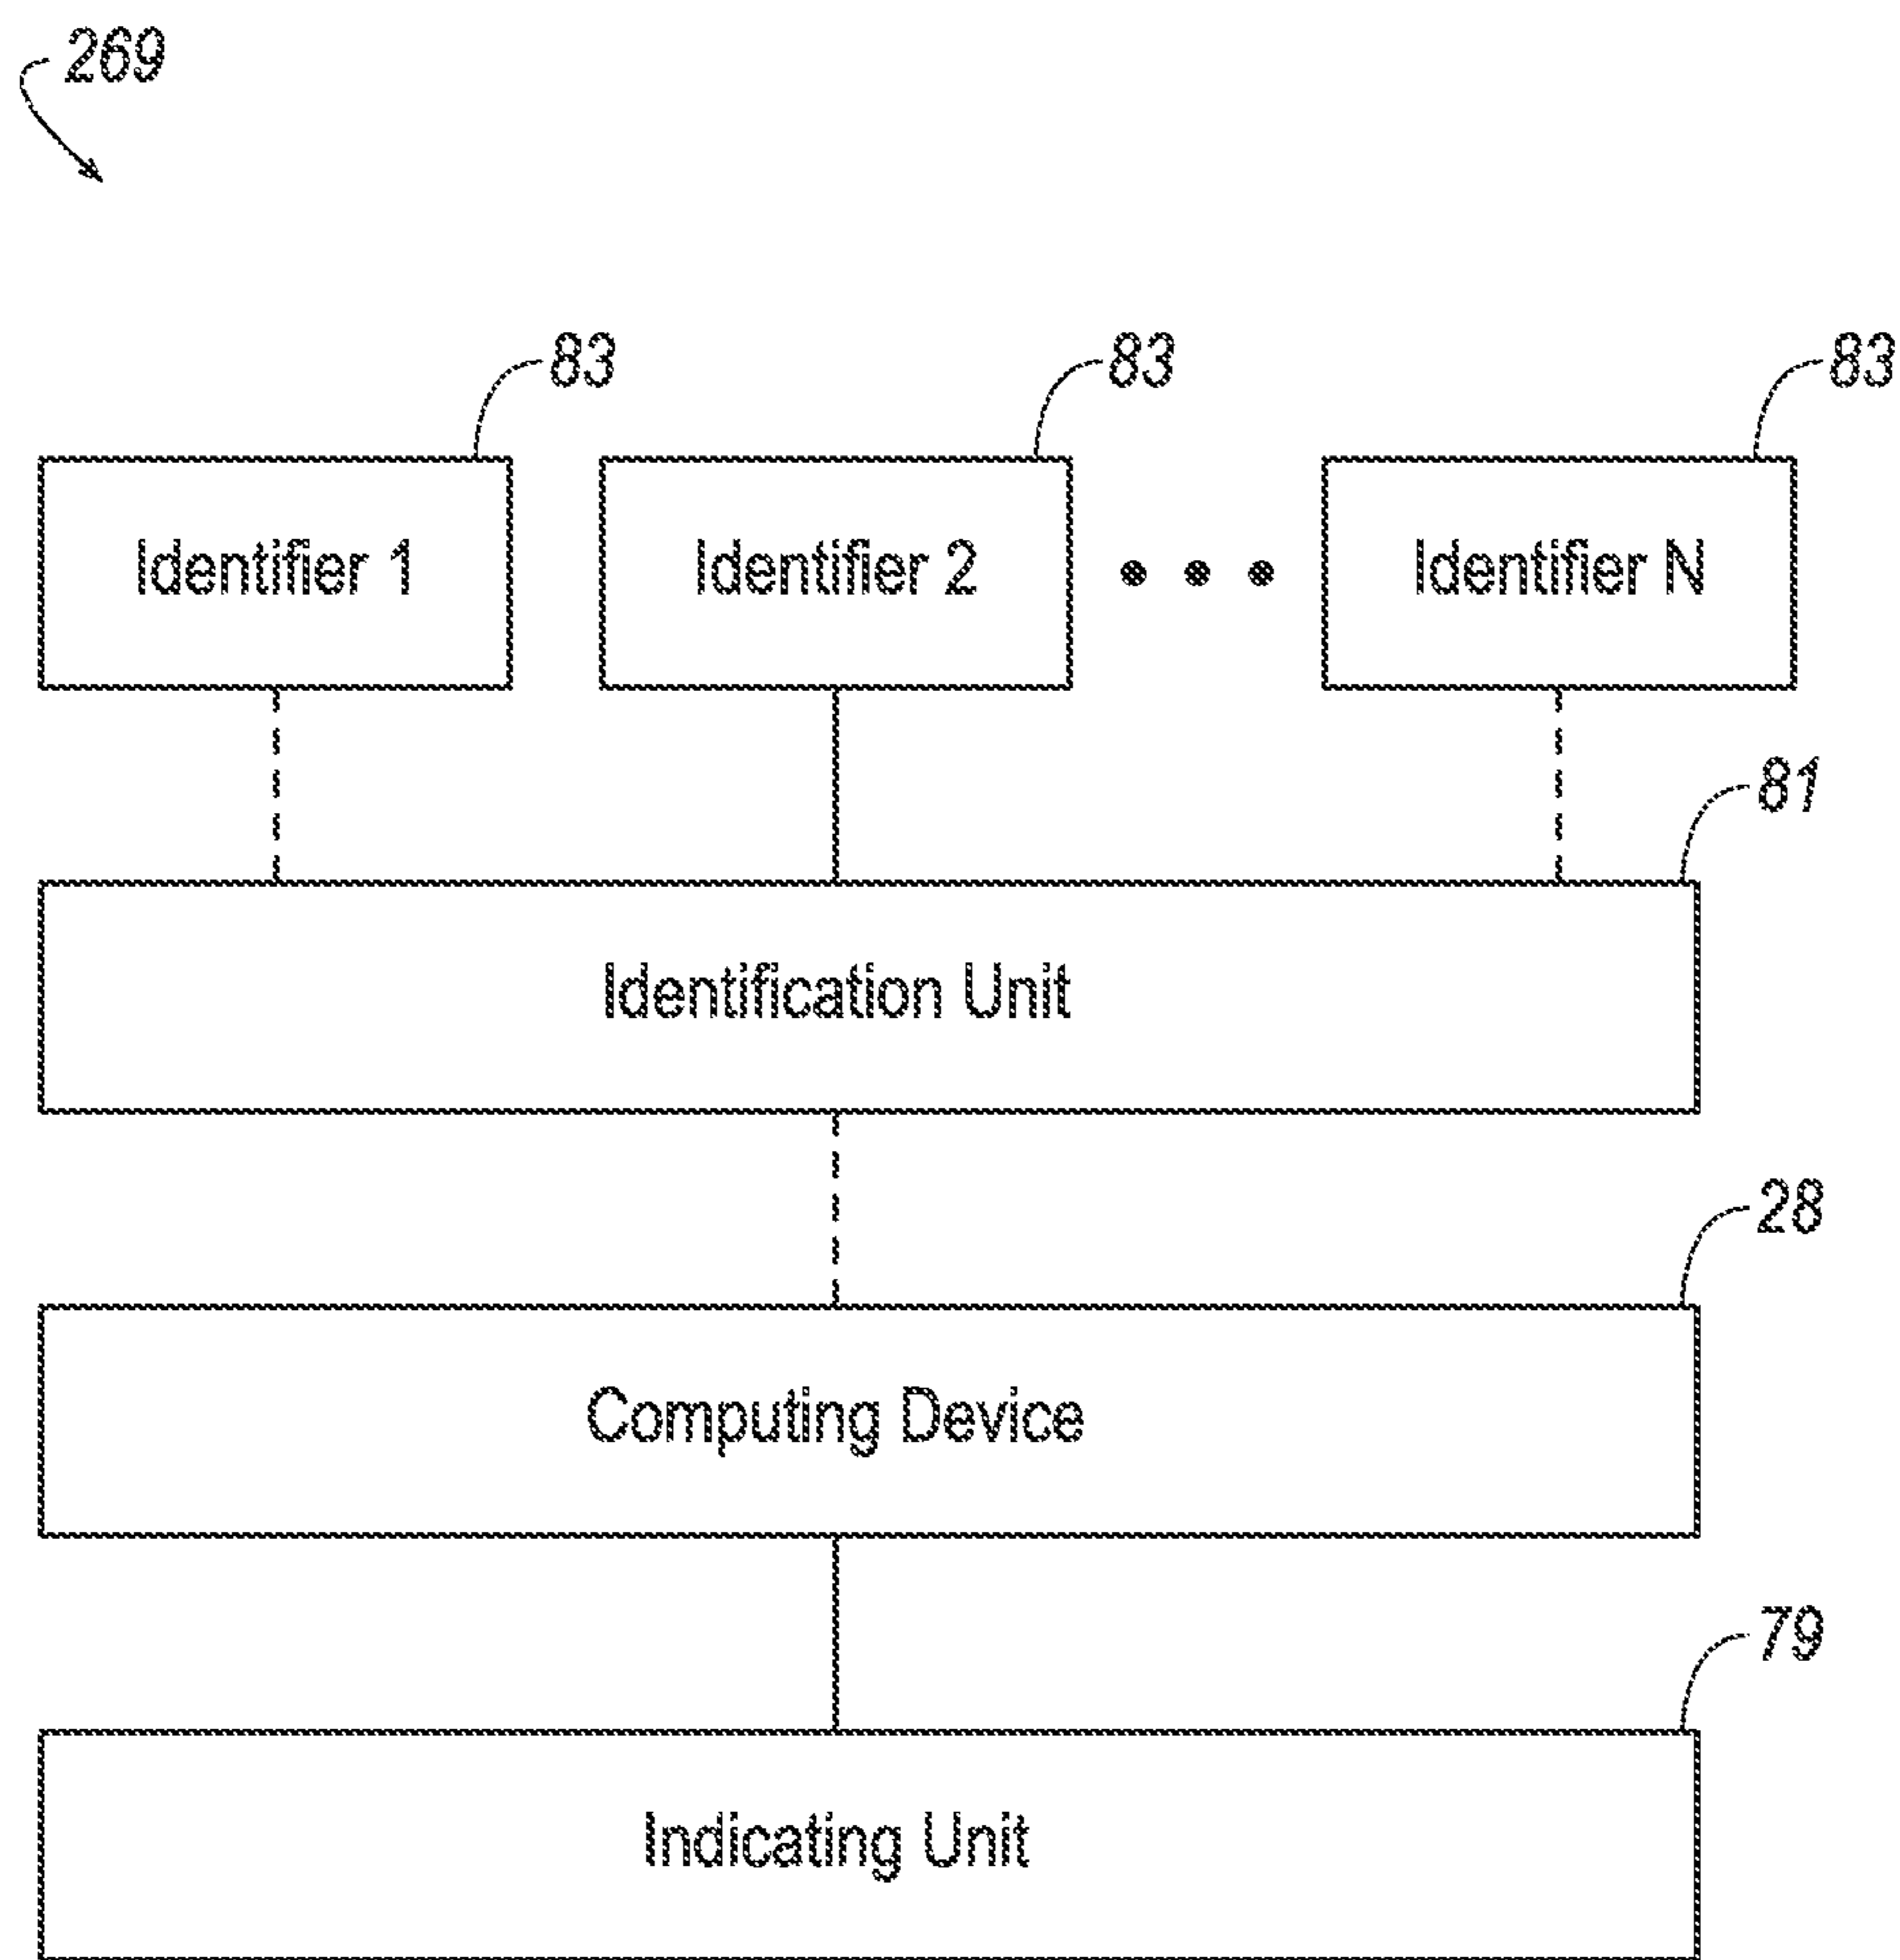 269
83 83 83
Identifier 1 Identifier 2 • • • Identifier N
81
Identification Unit
28
Computing Device
79
Indicating Unit